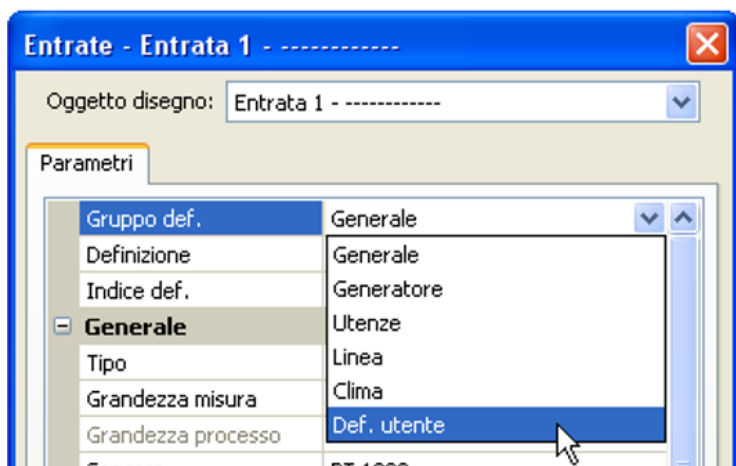 Entrate - Entrata 1 - ------------
Oggetto disegno: Entrata 1 - ------------
Parametri
Gruppo def. Generale
Definizione Generale
Indice def. Generatore
Generale Utenze
Tipo Linea
Grandezza misura Clima
Grandezza processo Def. utente